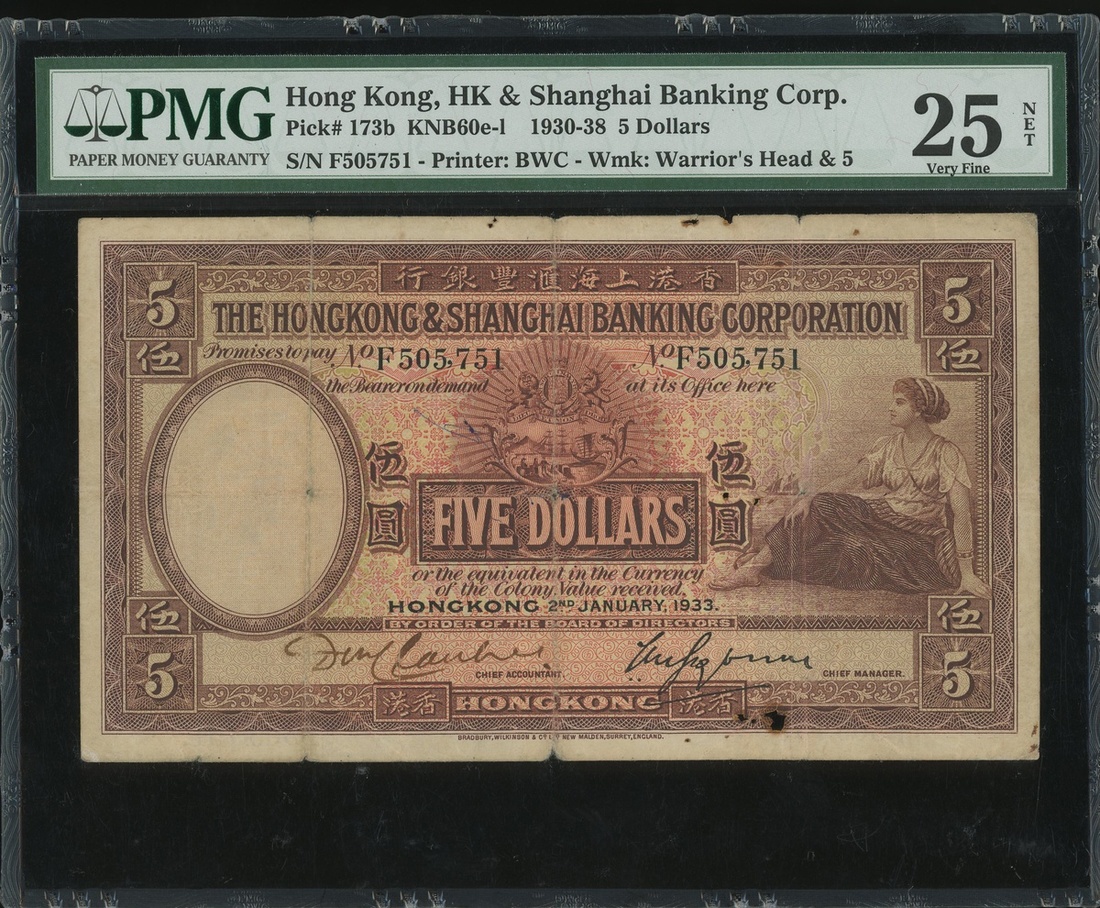 PMG
PAPER MONEY GUARANTY
Hong Kong, HK & Shanghai Banking Corp.
Pick# 173b KNB60e-l 1930-38 5 Dollars
S/N F505751 - Printer: BWC - Wmk: Warrior's Head & 5
25
NET
Very Fine
行銀豐滙海上港香
5
5
THE HONGKONG & SHANGHAI BANKING CORPORATION
伍
伍
Promises to pay
No F505,751
No F505,751
the Bearer on demand
at its Office here
伍圓
伍圓
FIVE DOLLARS
or the equivalent in the Currency
of the Colony, Value received.
HONGKONG 2ND JANUARY, 1933.
BY ORDER OF THE BOARD OF DIRECTORS
伍
伍
5
5
CHIEF ACCOUNTANT.
CHIEF MANAGER.
港香
HONGKONG
港香
BRADBURY, WILKINSON & Co LD NEW MALDEN, SURREY, ENGLAND.